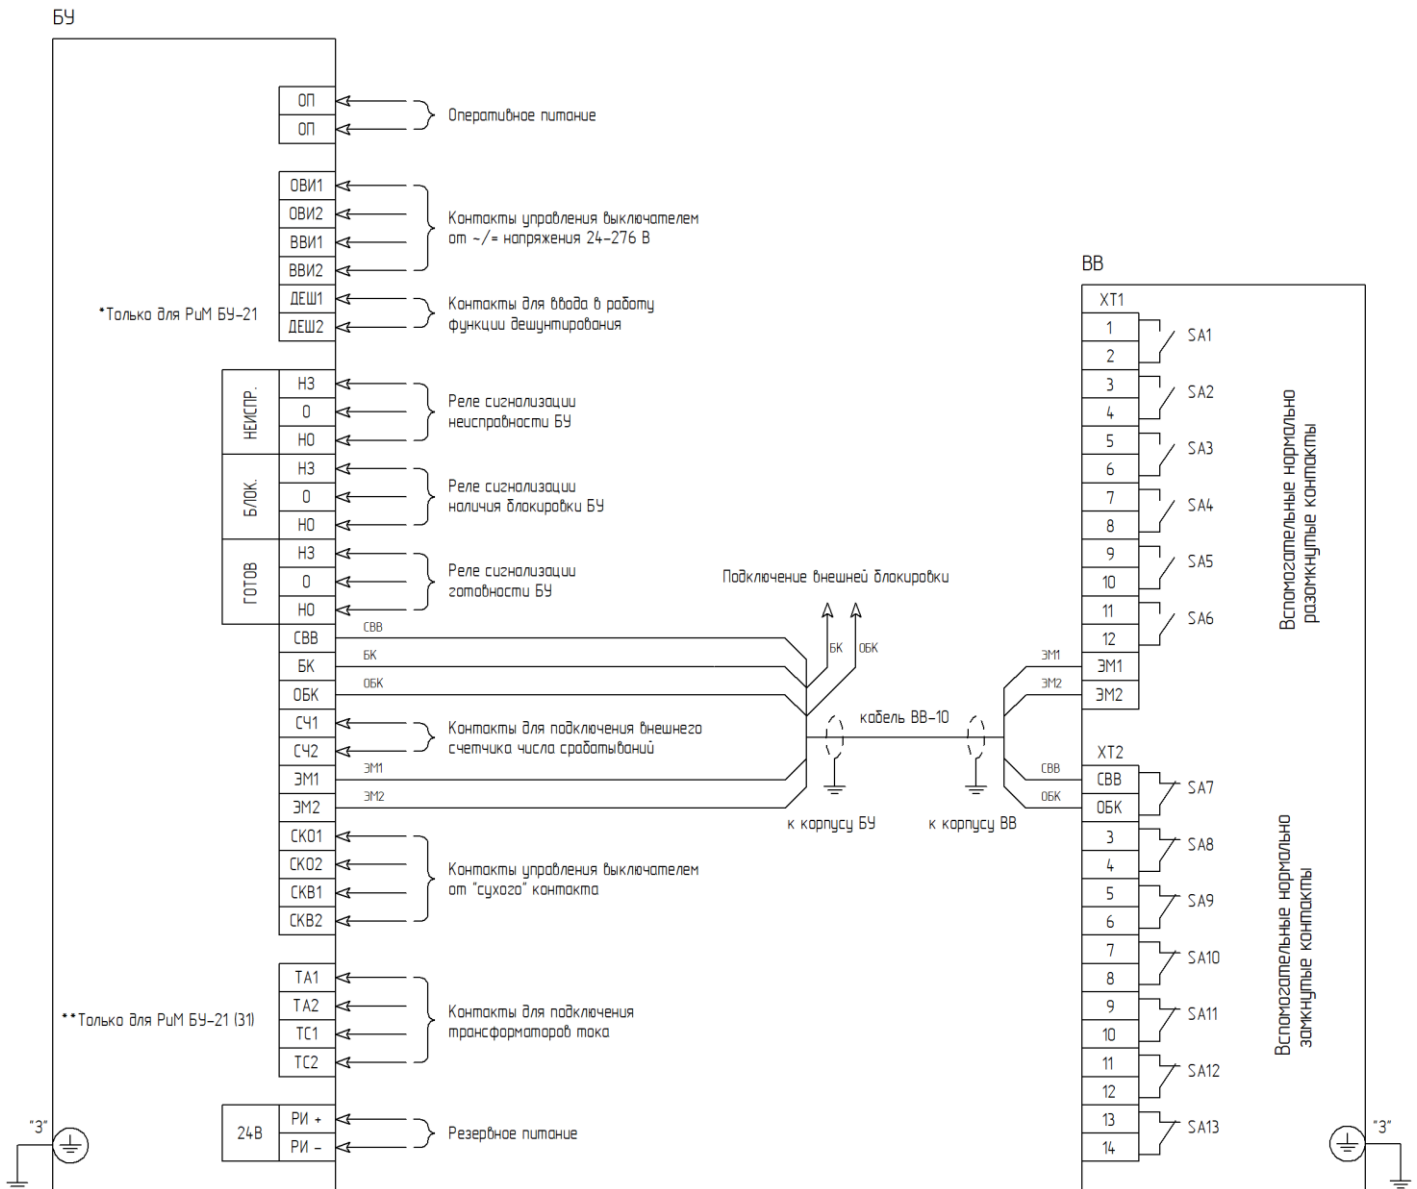 БУ
ОП
ОП
Оперативное питание
ОВИ1
ОВИ2
ВВИ1
ВВИ2
Контакты управления выключателем
от ~/= напряжения 24-276 В
*Только для РиМ БУ-21
ДЕШ1
ДЕШ2
Контакты для ввода в работу
функции дешунтирования
НЕИСПР.
НЗ
О
НО
Реле сигнализации
неисправности БУ
БЛОК.
НЗ
О
НО
Реле сигнализации
наличия блокировки БУ
ГОТОВ
НЗ
О
НО
Реле сигнализации
готовности БУ
СВВ
СВВ
БК
БК
ОБК
ОБК
Подключение внешней блокировки
БК
ОБК
СЧ1
СЧ2
Контакты для подключения внешнего
счетчика числа срабатываний
ЭМ1
ЭМ1
ЭМ2
ЭМ2
кабель ВВ-10
к корпусу БУ
к корпусу ВВ
СКО1
СКО2
СКВ1
СКВ2
Контакты управления выключателем
от "сухого" контакта
**Только для РиМ БУ-21 (31)
ТА1
ТА2
ТС1
ТС2
Контакты для подключения
трансформаторов тока
24В
РИ +
РИ -
Резервное питание
"З"
ВВ
ХТ1
1
2
SA1
3
4
SA2
5
6
SA3
7
8
SA4
9
10
SA5
11
12
SA6
ЭМ1
ЭМ1
ЭМ2
ЭМ2
Вспомогательные нормально
разомкнутые контакты
ХТ2
СВВ
СВВ
ОБК
ОБК
SA7
3
4
SA8
5
6
SA9
7
8
SA10
9
10
SA11
11
12
SA12
13
14
SA13
Вспомогательные нормально
замкнутые контакты
"З"